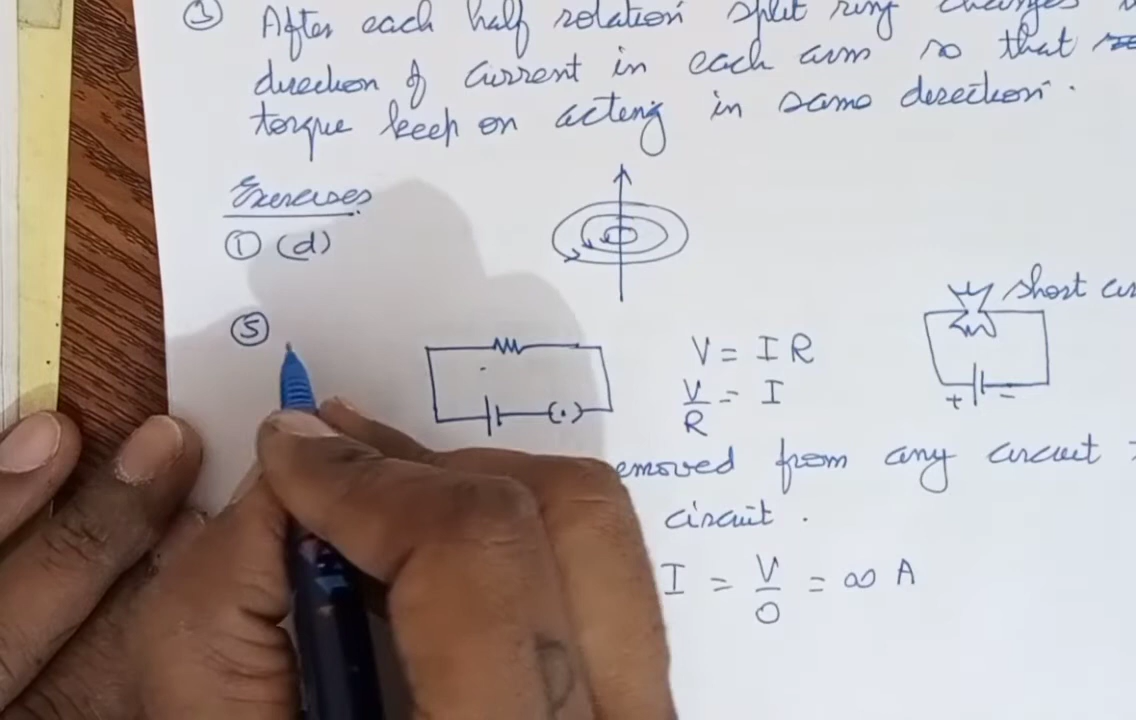 ③ After each half rotation split ring changes
direction of current in each arm so that
torque keep on acting in same direction.
Exercises
① (d)
short
⑤
V = I R
V/R = I
+ -
emoved from any circuit
circuit .
I = V/0 = ∞ A